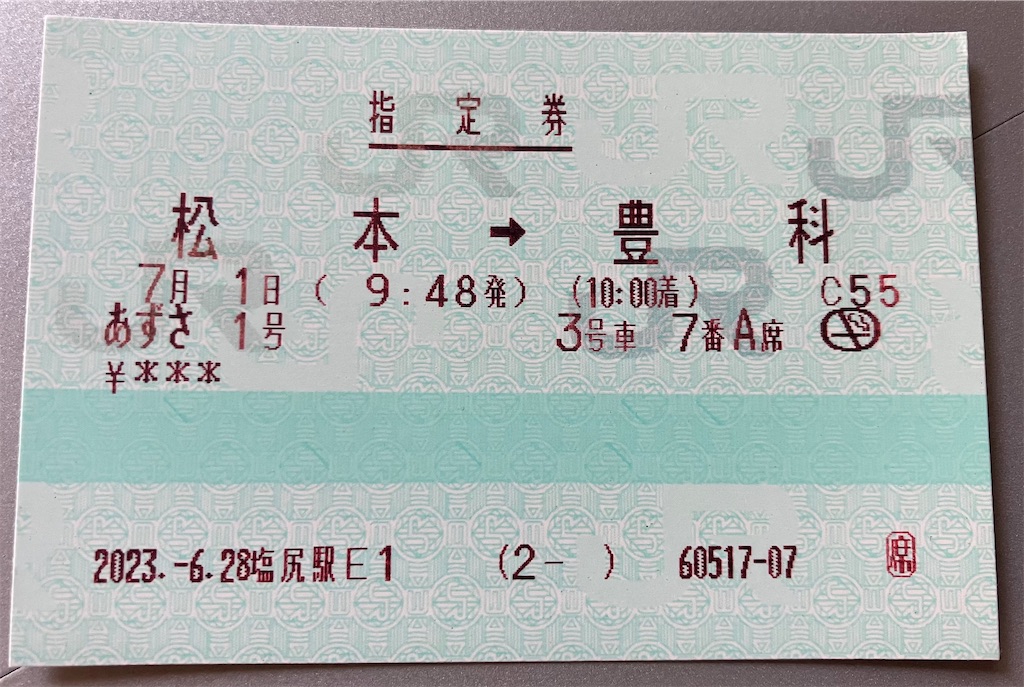 指定券
松本 → 豊科
7月 1日 ( 9:48発) (10:00着) C55
あずさ 1号 3号車 7番A席
¥***
2023.-6.28塩尻駅E1 (2- ) 60517-07 席